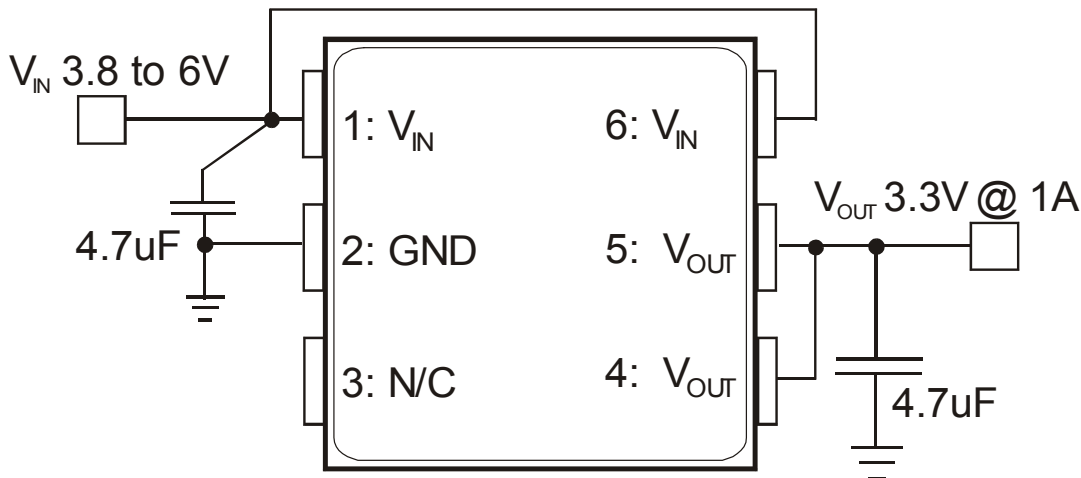 VIN 3.8 to 6V
1: VIN
6: VIN
VOUT 3.3V @ 1A
4.7uF
2: GND
5: VOUT
3: N/C
4: VOUT
4.7uF